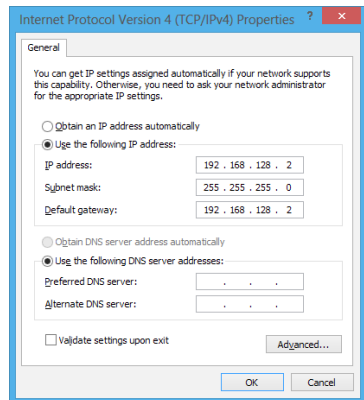 Internet Protocol Version 4 (TCP/IPv4) Properties ? ×
General
You can get IP settings assigned automatically if your network supports
this capability. Otherwise, you need to ask your network administrator
for the appropriate IP settings.
Obtain an IP address automatically
Use the following IP address:
IP address: 192 . 168 . 128 . 2
Subnet mask: 255 . 255 . 255 . 0
Default gateway: 192 . 168 . 128 . 2
Obtain DNS server address automatically
Use the following DNS server addresses:
Preferred DNS server: . . .
Alternate DNS server: . . .
Validate settings upon exit
Advanced...
OK Cancel